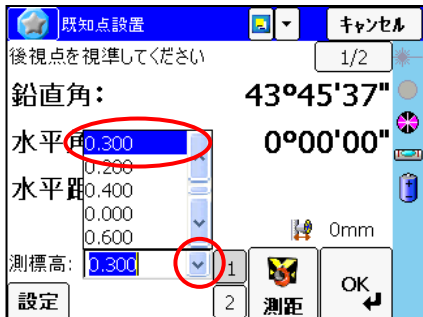 既知点設置
キャンセル
後視点を視準してください
1/2
鉛直角:
43°45'37"
水平角
0°00'00"
水平距
0.300
0.200
0.400
0.000
0.600
0mm
測標高:
0.300
1
2
測距
OK
設定